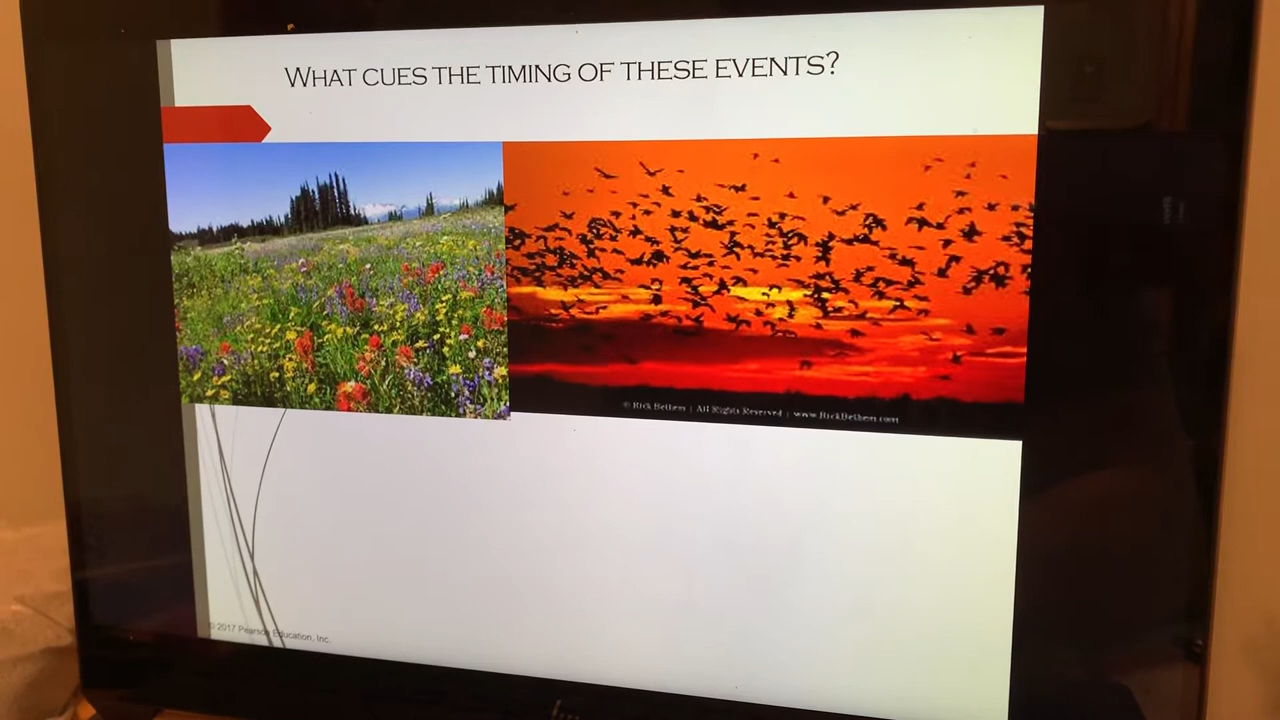 WHAT CUES THE TIMING OF THESE EVENTS?
© Rick Bethem | All Rights Reserved | www.RickBethem.com
© 2017 Pearson Education, Inc.